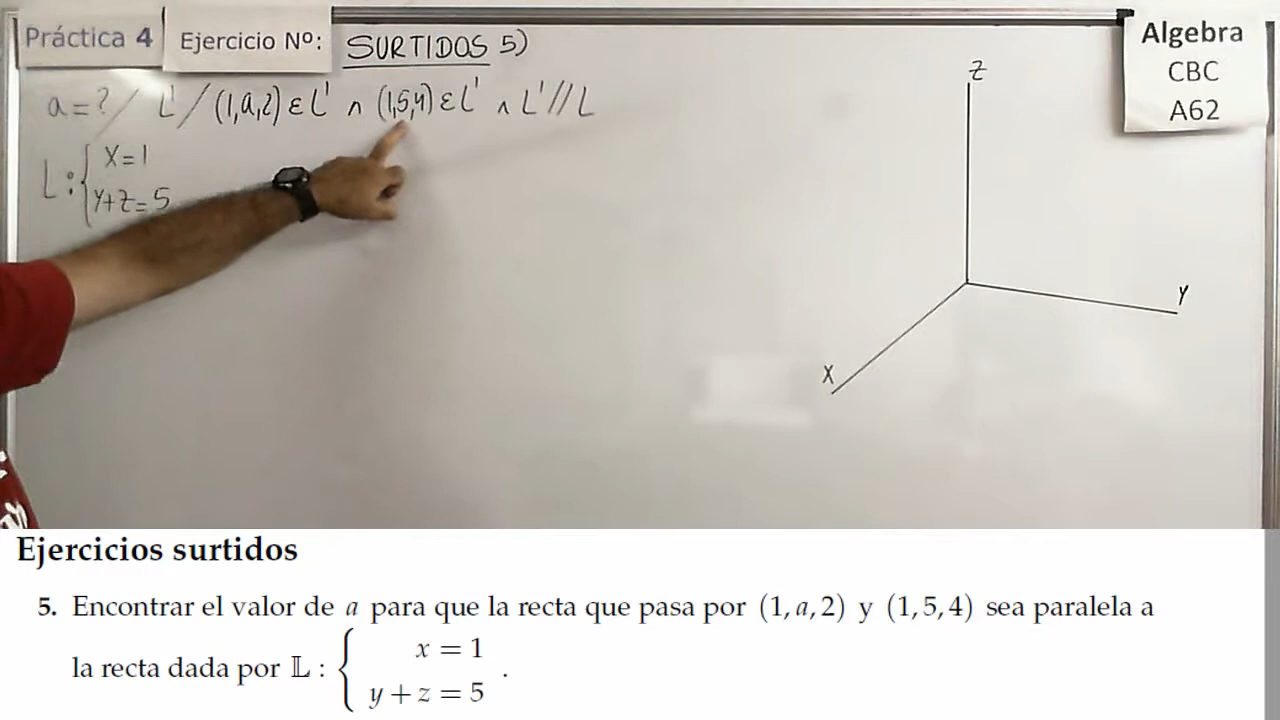 Práctica 4 Ejercicio Nº: SURTIDOS 5)
Algebra
CBC
A62
a=? / L' / (1,a,2) ε L' ∧ (1,5,4) ε L' ∧ L' // L
L: { X=1
Y+Z=5
Z
Y
X
Ejercicios surtidos
5. Encontrar el valor de a para que la recta que pasa por (1, a, 2) y (1, 5, 4) sea paralela a
la recta dada por 𝕃 : { x = 1
y + z = 5 .